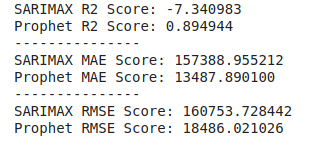 SARIMAX R2 Score: -7.340983
Prophet R2 Score: 0.894944
---------------
SARIMAX MAE Score: 157388.955212
Prophet MAE Score: 13487.890100
---------------
SARIMAX RMSE Score: 160753.728442
Prophet RMSE Score: 18486.021026